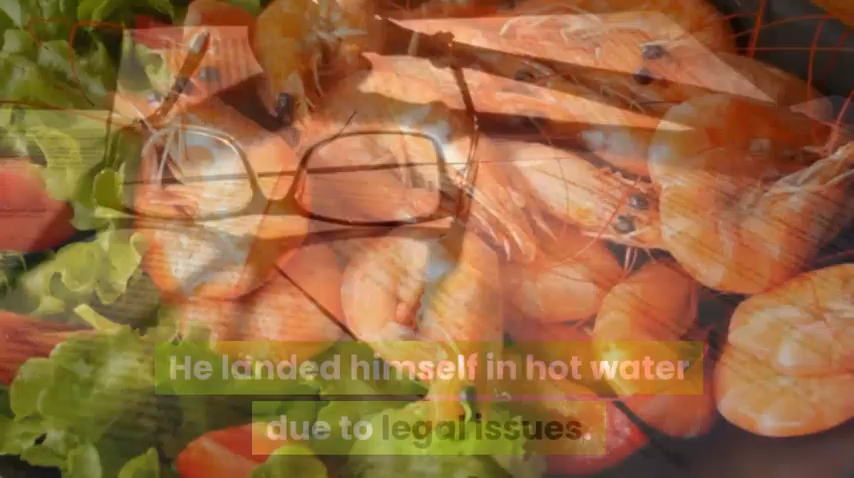 He landed himself in hot water
due to legal issues.